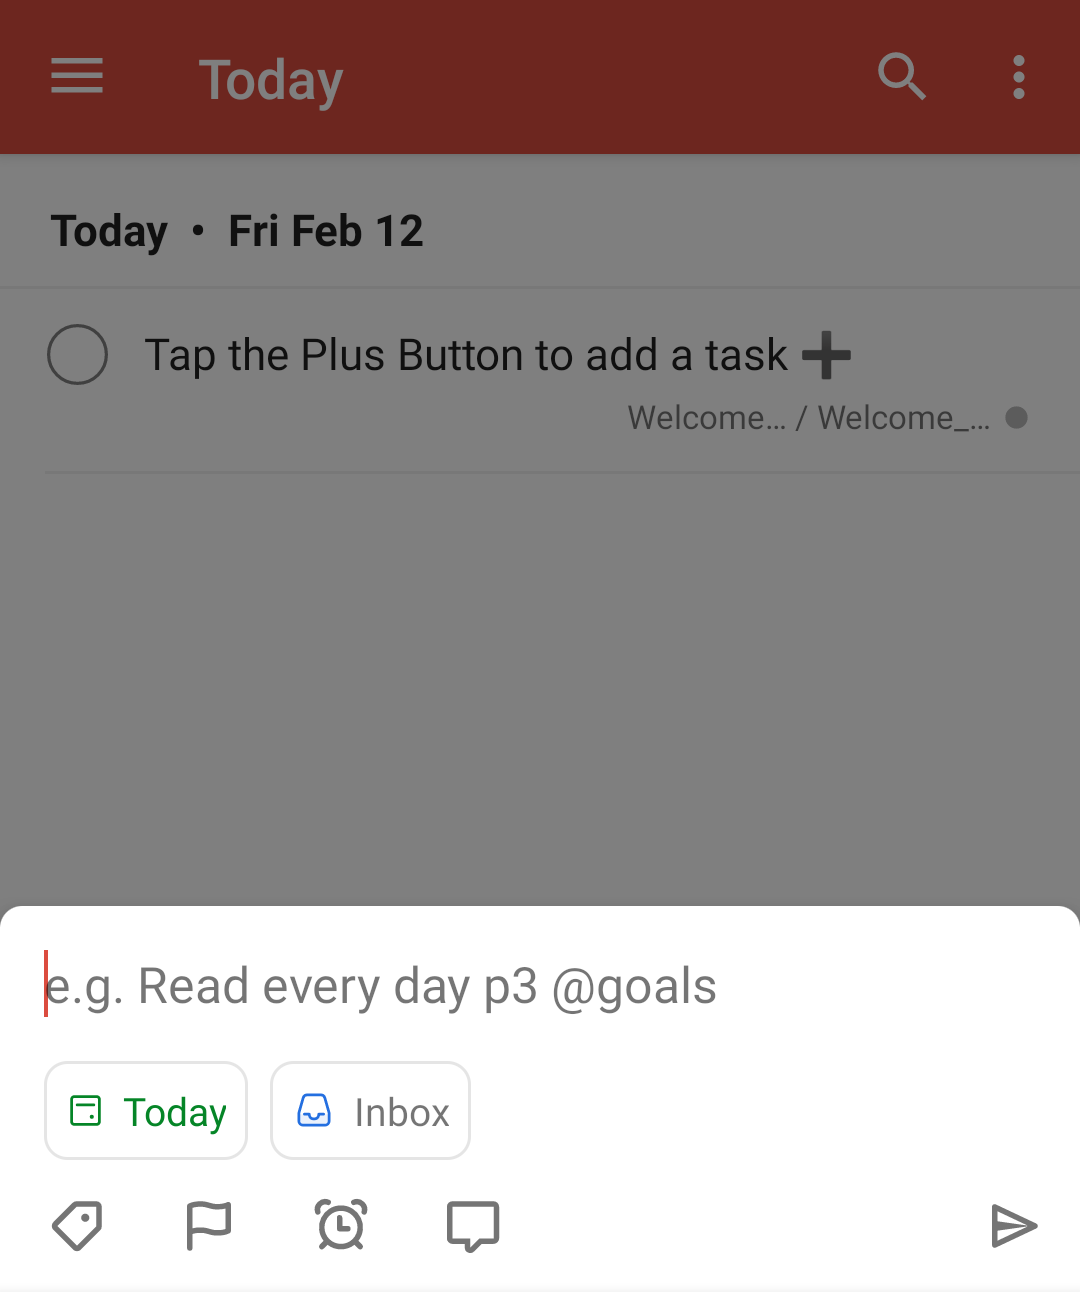 Today
Today • Fri Feb 12
Tap the Plus Button to add a task ➕
Welcome... / Welcome_...
e.g. Read every day p3 @goals
Today
Inbox